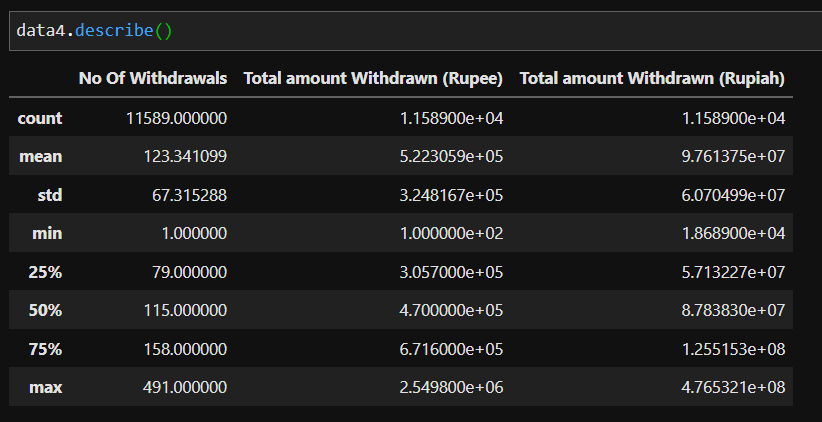 data4.describe()
No Of Withdrawals Total amount Withdrawn (Rupee) Total amount Withdrawn (Rupiah)
count 11589.000000 1.158900e+04 1.158900e+04
mean 123.341099 5.223059e+05 9.761375e+07
std 67.315288 3.248167e+05 6.070499e+07
min 1.000000 1.000000e+02 1.868900e+04
25% 79.000000 3.057000e+05 5.713227e+07
50% 115.000000 4.700000e+05 8.783830e+07
75% 158.000000 6.716000e+05 1.255153e+08
max 491.000000 2.549800e+06 4.765321e+08